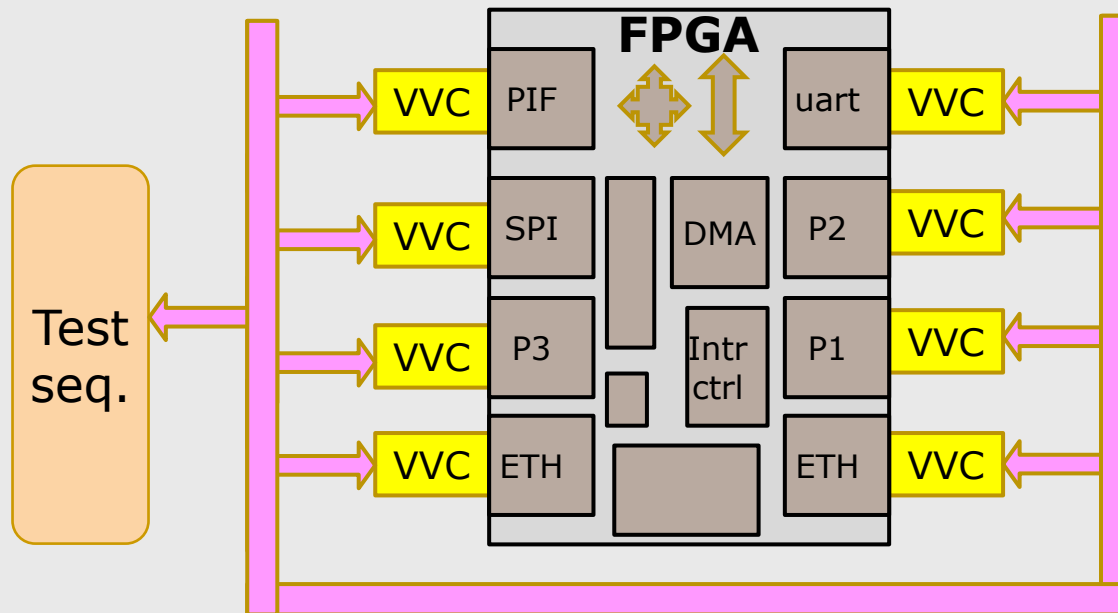 FPGA
VVC
PIF
uart
VVC
VVC
SPI
DMA
P2
VVC
Test
seq.
VVC
P3
Intr
ctrl
P1
VVC
VVC
ETH
ETH
VVC